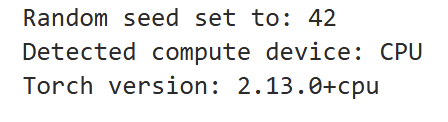 Random seed set to: 42
Detected compute device: CPU
Torch version: 2.13.0+cpu